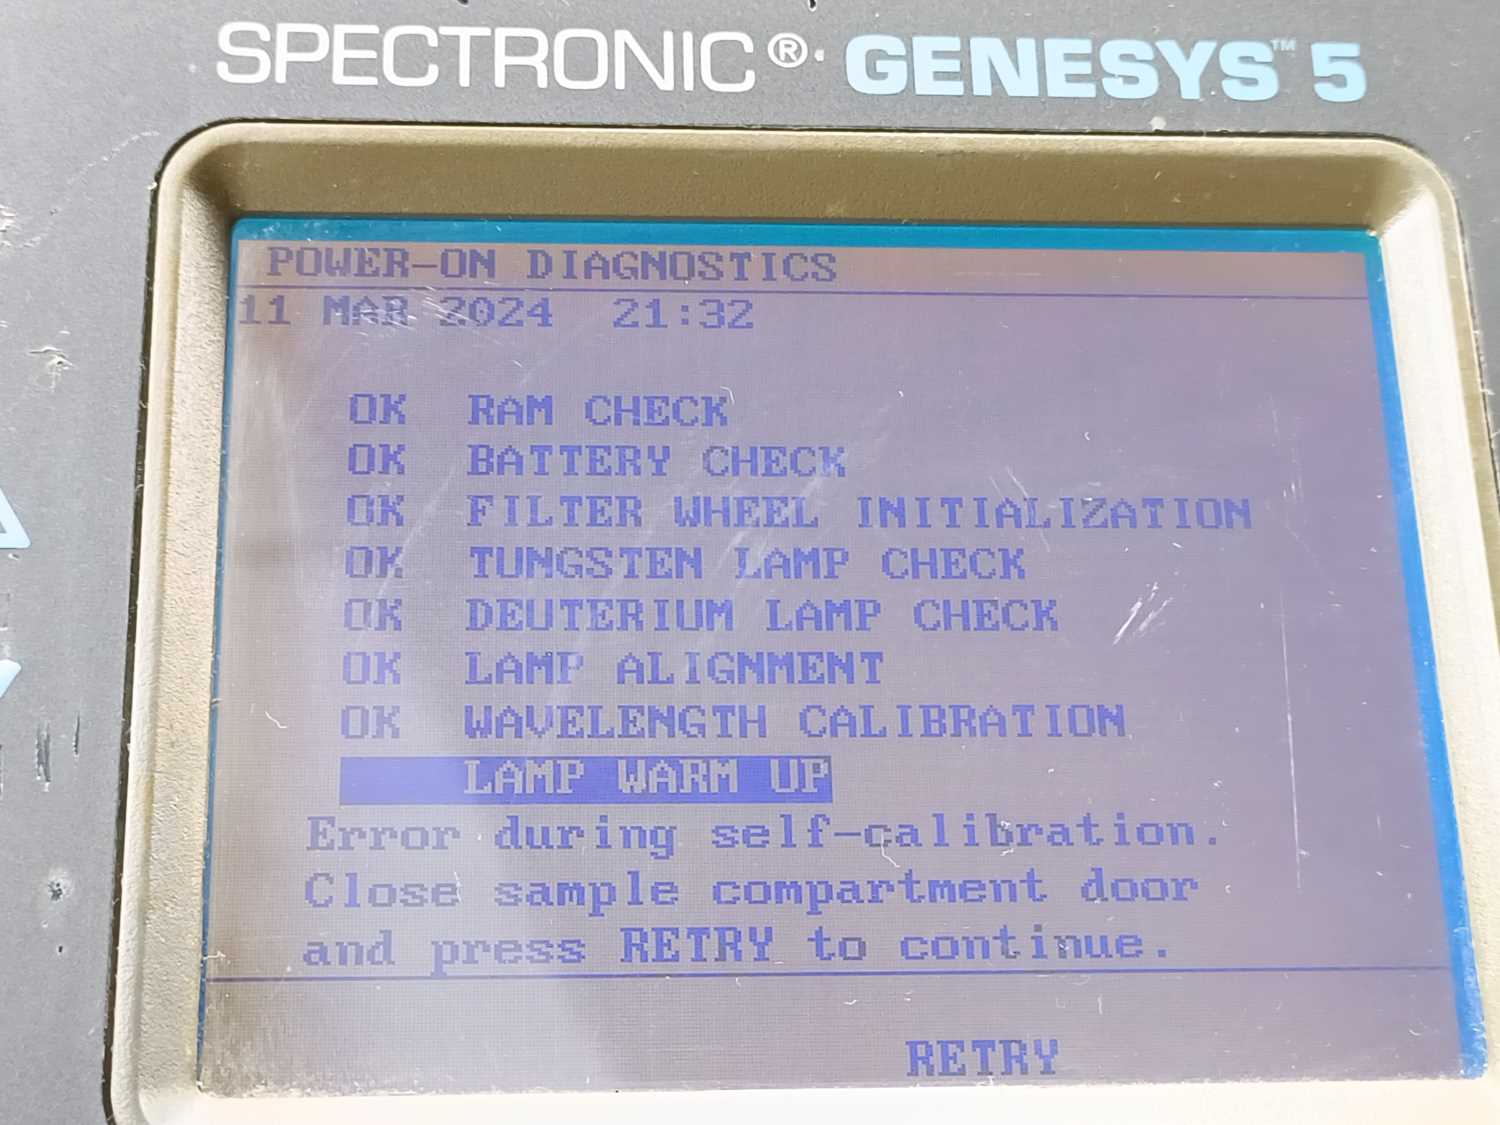 SPECTRONIC® GENESYS™ 5
POWER-ON DIAGNOSTICS
11 MAR 2024 21:32
OK RAM CHECK
OK BATTERY CHECK
OK FILTER WHEEL INITIALIZATION
OK TUNGSTEN LAMP CHECK
OK DEUTERIUM LAMP CHECK
OK LAMP ALIGNMENT
OK WAVELENGTH CALIBRATION
LAMP WARM UP
Error during self-calibration.
Close sample compartment door
and press RETRY to continue.
RETRY